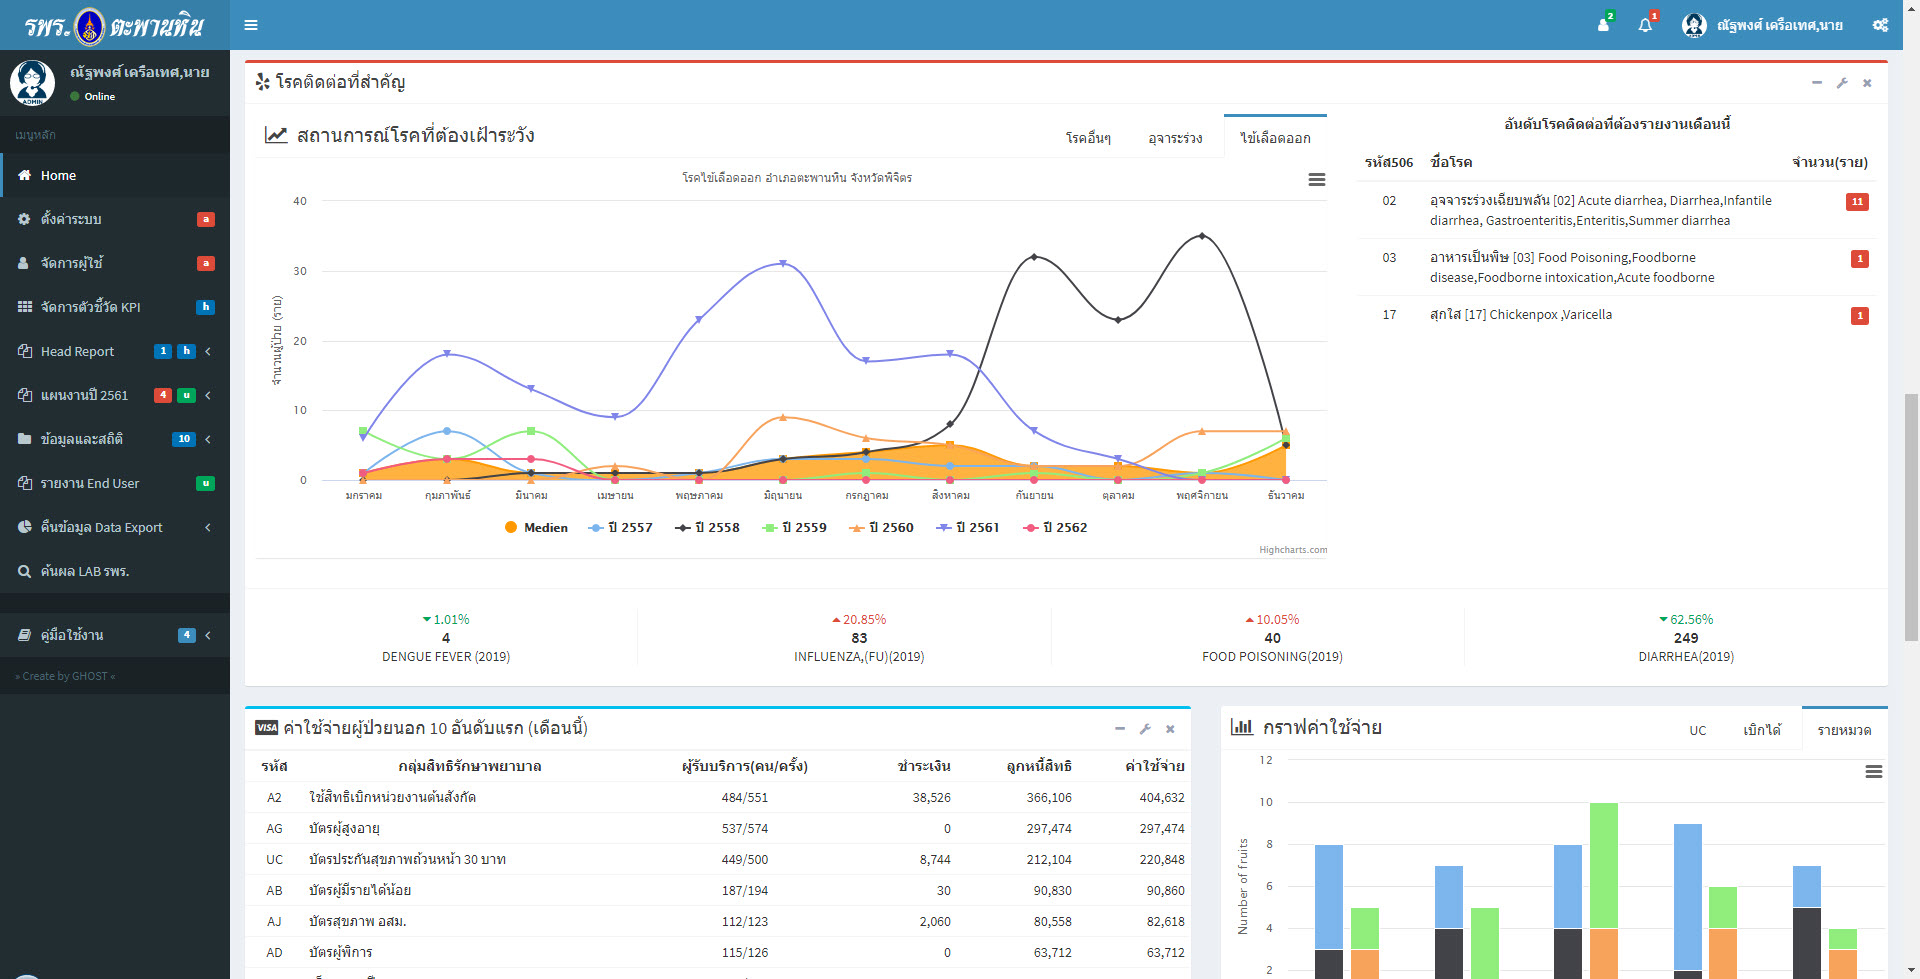 รพร. ตะพานหิน
2
1
ณัฐพงศ์ เครือเทศ,นาย
ณัฐพงศ์ เครือเทศ,นาย
ADMIN
Online
เมนูหลัก
Home
ตั้งค่าระบบ a
จัดการผู้ใช้ a
จัดการตัวชี้วัด KPI h
Head Report 1 h
แผนงานปี 2561 4 u
ข้อมูลและสถิติ 10
รายงาน End User u
คืนข้อมูล Data Export
ค้นผล LAB รพร.
คู่มือใช้งาน 4
» Create by GHOST «
โรคติดต่อที่สำคัญ
สถานการณ์โรคที่ต้องเฝ้าระวัง
โรคอื่นๆ อุจาระร่วง ไข้เลือดออก
โรคไข้เลือดออก อำเภอตะพานหิน จังหวัดพิจิตร
จำนวนผู้ป่วย (ราย)
40
30
20
10
0
มกราคม กุมภาพันธ์ มีนาคม เมษายน พฤษภาคม มิถุนายน กรกฎาคม สิงหาคม กันยายน ตุลาคม พฤศจิกายน ธันวาคม
Medien ปี 2557 ปี 2558 ปี 2559 ปี 2560 ปี 2561 ปี 2562
Highcharts.com
อันดับโรคติดต่อที่ต้องรายงานเดือนนี้
รหัส506 ชื่อโรค จำนวน(ราย)
02 อุจจาระร่วงเฉียบพลัน [02] Acute diarrhea, Diarrhea,Infantile 11
diarrhea, Gastroenteritis,Enteritis,Summer diarrhea
03 อาหารเป็นพิษ [03] Food Poisoning,Foodborne 1
disease,Foodborne intoxication,Acute foodborne
17 สุกใส [17] Chickenpox ,Varicella 1
1.01% 20.85% 10.05% 62.56%
4 83 40 249
DENGUE FEVER (2019) INFLUENZA,(FU)(2019) FOOD POISONING(2019) DIARRHEA(2019)
VISA ค่าใช้จ่ายผู้ป่วยนอก 10 อันดับแรก (เดือนนี้)
รหัส กลุ่มสิทธิรักษาพยาบาล ผู้รับบริการ(คน/ครั้ง) ชำระเงิน ลูกหนี้สิทธิ ค่าใช้จ่าย
A2 ใช้สิทธิเบิกหน่วยงานต้นสังกัด 484/551 38,526 366,106 404,632
AG บัตรผู้สูงอายุ 537/574 0 297,474 297,474
UC บัตรประกันสุขภาพถ้วนหน้า 30 บาท 449/500 8,744 212,104 220,848
AB บัตรผู้มีรายได้น้อย 187/194 30 90,830 90,860
AJ บัตรสุขภาพ อสม. 112/123 2,060 80,558 82,618
AD บัตรผู้พิการ 115/126 0 63,712 63,712
กราฟค่าใช้จ่าย
UC เบิกได้ รายหมวด
Number of fruits
12
10
8
6
4
2